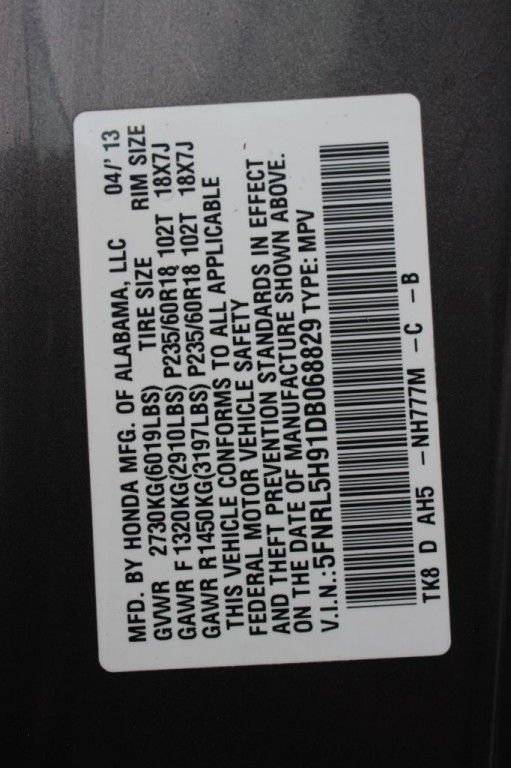 MFD. BY HONDA MFG. OF ALABAMA, LLC 04/' 13
GVWR 2730KG(6019LBS) TIRE SIZE RIM SIZE
GAWR F 1320KG(2910LBS) P235/60R18 102T 18X7J
GAWR R1450KG(3197LBS) P235/60R18 102T 18X7J
THIS VEHICLE CONFORMS TO ALL APPLICABLE
FEDERAL MOTOR VEHICLE SAFETY
AND THEFT PREVENTION STANDARDS IN EFFECT
ON THE DATE OF MANUFACTURE SHOWN ABOVE.
V.I.N.:5FNRL5H91DB068829 TYPE: MPV
TK8 D AH5 -NH777M -C -B